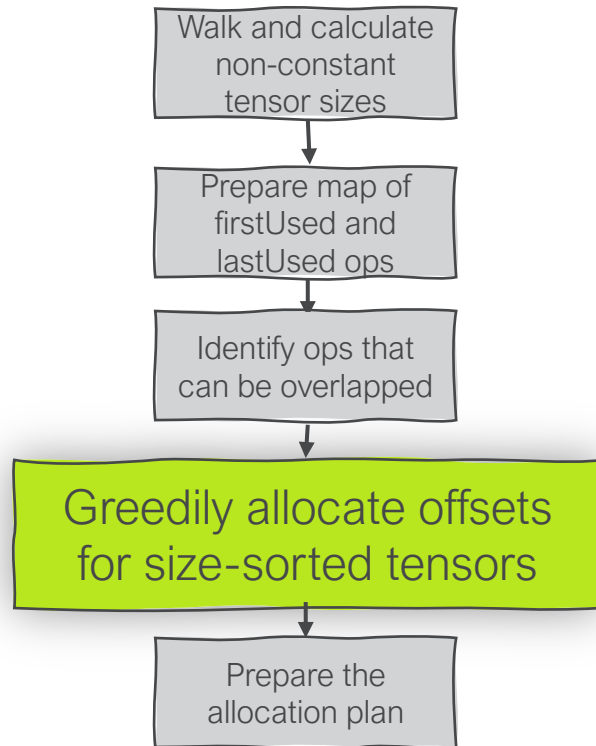 Walk and calculate
non-constant
tensor sizes
Prepare map of
firstUsed and
lastUsed ops
Identify ops that
can be overlapped
Greedily allocate offsets
for size-sorted tensors
Prepare the
allocation plan